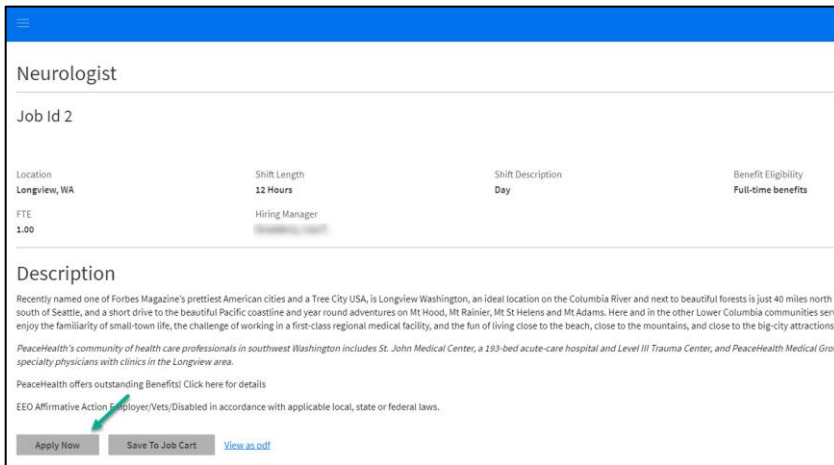 Neurologist
Job Id 2
Location Shift Length Shift Description Benefit Eligibility
Longview, WA 12 Hours Day Full-time benefits
FTE Hiring Manager
1.00
Description
Recently named one of Forbes Magazine's prettiest American cities and a Tree City USA, is Longview Washington, an ideal location on the Columbia River and next to beautiful forests is just 40 miles north
south of Seattle, and a short drive to the beautiful Pacific coastline and year round adventures on Mt Hood, Mt Rainier, Mt St Helens and Mt Adams. Here and in the other Lower Columbia communities
enjoy the familiarity of small-town life, the challenge of working in a first-class regional medical facility, and the fun of living close to the beach, close to the mountains, and close to the big-city attractions
PeaceHealth's community of health care professionals in southwest Washington includes St. John Medical Center, a 193-bed acute-care hospital and Level III Trauma Center, and PeaceHealth Medical
specialty physicians with clinics in the Longview area.
PeaceHealth offers outstanding Benefits! Click here for details
EEO Affirmative Action Employer/Vets/Disabled in accordance with applicable local, state or federal laws.
Apply Now Save To Job Cart View as pdf